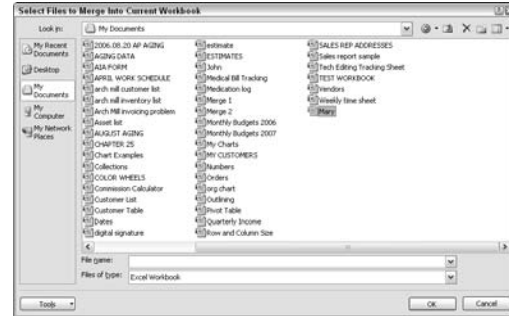 Select Files to Merge Into Current Workbook
Look in:
My Documents
My Recent Documents
Desktop
My Documents
My Computer
My Network Places
2006.08.20 AP AGING
AGING DATA
AIA FORM
APRIL WORK SCHEDULE
arch mill customer list
arch mill inventory list
Arch Mill invoicing problem
Asset list
AUGUST AGING
CHAPTER 25
Chart Examples
Collections
COLOR WHEELS
Commission Calculator
Customer List
Customer Table
Dates
digital signature
estimate
ESTIMATES
John
Medical Bill Tracking
Medication log
Merge 1
Merge 2
Monthly Budgets 2006
Monthly Budgets 2007
My Charts
MY CUSTOMERS
Numbers
Orders
org chart
Outlining
Pivot Table
Quarterly Income
Row and Column Size
SALES REP ADDRESSES
Sales report sample
Tech Editing Tracking Sheet
TEST WORKBOOK
Vendors
Weekly time sheet
Mary
File name:
Files of type:
Excel Workbook
Tools
OK
Cancel